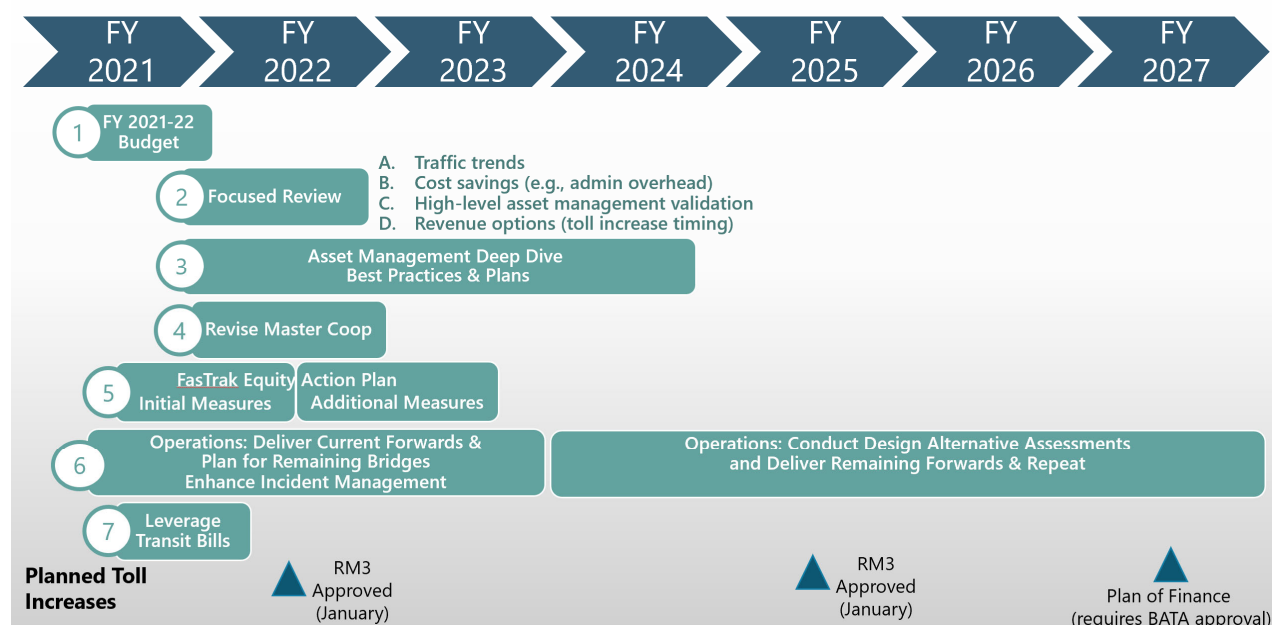 FY
2021
FY
2022
FY
2023
FY
2024
FY
2025
FY
2026
FY
2027
1
FY 2021-22
Budget
2
Focused Review
A. Traffic trends
B. Cost savings (e.g., admin overhead)
C. High-level asset management validation
D. Revenue options (toll increase timing)
3
Asset Management Deep Dive
Best Practices & Plans
4
Revise Master Coop
5
FasTrak Equity Action Plan
Initial Measures
Additional Measures
6
Operations: Deliver Current Forwards &
Plan for Remaining Bridges
Enhance Incident Management
Operations: Conduct Design Alternative Assessments
and Deliver Remaining Forwards & Repeat
7
Leverage
Transit Bills
Planned Toll
Increases
RM3
Approved
(January)
RM3
Approved
(January)
Plan of Finance
(requires BATA approval)